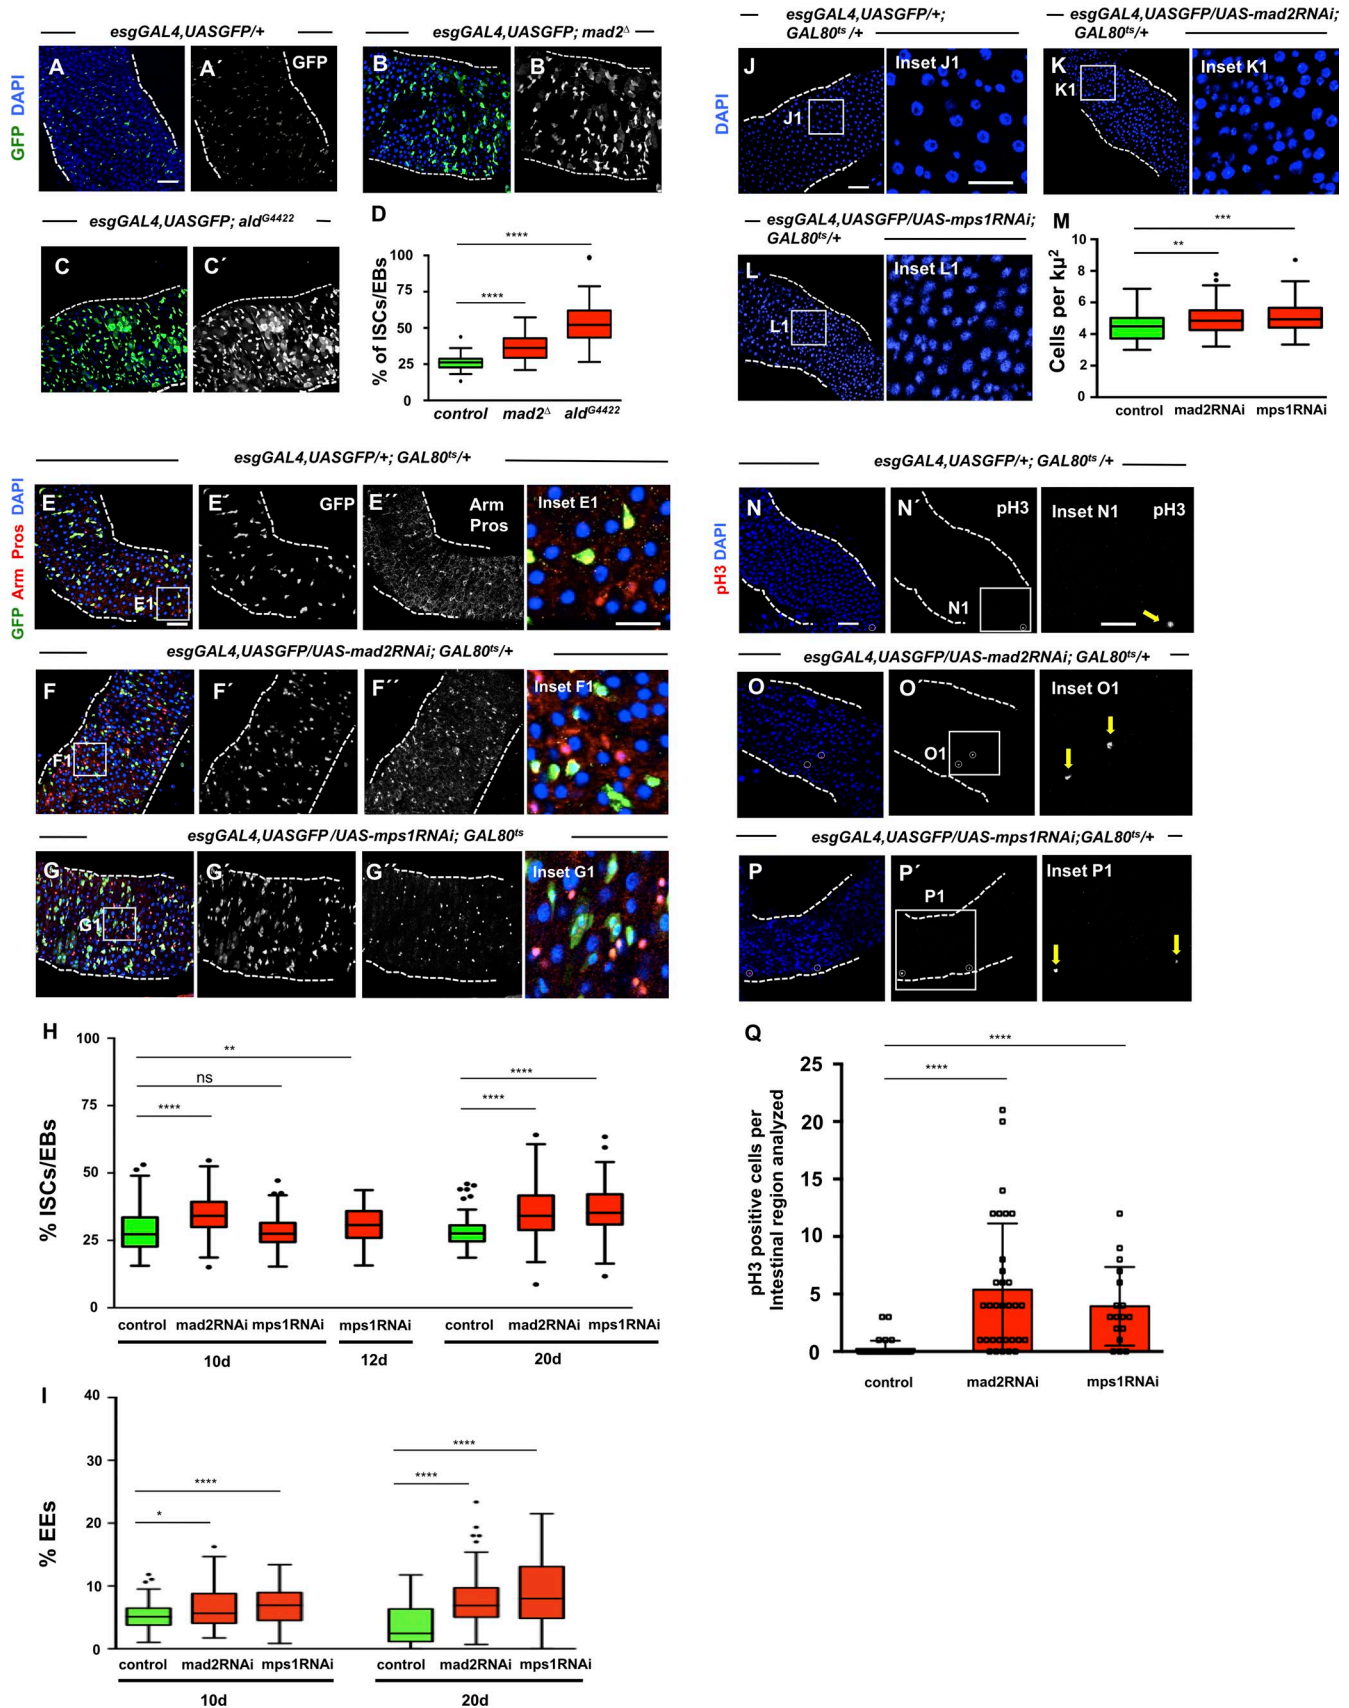 esgGAL4,UASGFP/+
esgGAL4,UASGFP; mad2Δ
GFP DAPI
A
A´
GFP
B
B´
esgGAL4,UASGFP; aldG4422
C
C´
D
% of ISCs/EBs
100
75
50
25
0
****
****
control mad2Δ aldG4422
esgGAL4,UASGFP/+; GAL80ts/+
GFP Arm Pros DAPI
E
E1
E´
GFP
E´´
Arm
Pros
Inset E1
esgGAL4,UASGFP/UAS-mad2RNAi; GAL80ts/+
F
F1
F´
F´´
Inset F1
esgGAL4,UASGFP/UAS-mps1RNAi; GAL80ts
G
G1
G´
G´´
Inset G1
H
% ISCs/EBs
100
75
50
25
0
**
ns
****
****
****
control mad2RNAi mps1RNAi mps1RNAi control mad2RNAi mps1RNAi
10d 12d 20d
I
% EEs
40
30
20
10
0
****
*
****
****
control mad2RNAi mps1RNAi control mad2RNAi mps1RNAi
10d 20d
esgGAL4,UASGFP/+;
GAL80ts/+
DAPI
J
J1
Inset J1
esgGAL4,UASGFP/UAS-mad2RNAi;
GAL80ts/+
K
K1
Inset K1
esgGAL4,UASGFP/UAS-mps1RNAi;
GAL80ts/+
L
L1
Inset L1
M
Cells per kμ²
10
8
6
4
2
0
***
**
control mad2RNAi mps1RNAi
esgGAL4,UASGFP/+; GAL80ts/+
pH3 DAPI
N
N´
pH3
N1
Inset N1
pH3
esgGAL4,UASGFP/UAS-mad2RNAi; GAL80ts/+
O
O´
O1
Inset O1
esgGAL4,UASGFP/UAS-mps1RNAi;GAL80ts/+
P
P´
P1
Inset P1
Q
pH3 positive cells per
Intestinal region analyzed
25
20
15
10
5
0
****
****
control mad2RNAi mps1RNAi